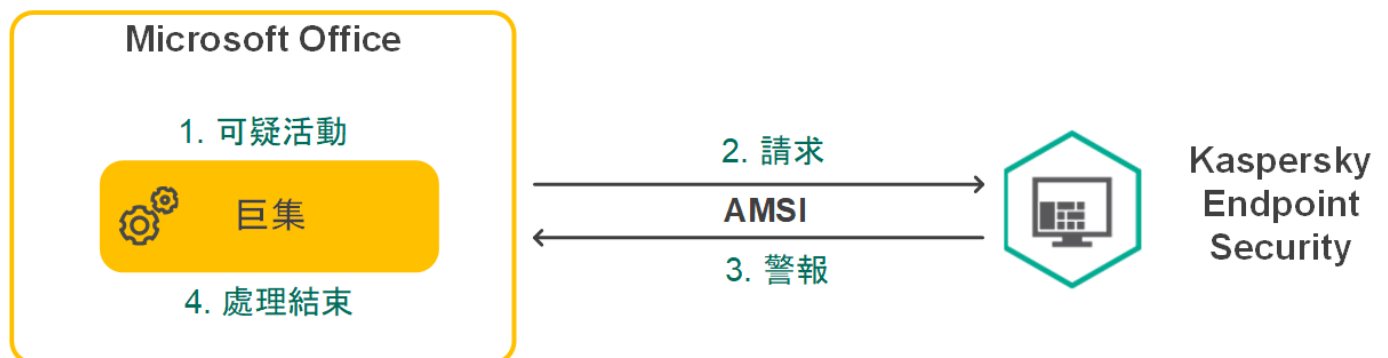 Microsoft Office
1. 可疑活動
巨集
4. 處理結束
2. 請求
AMSI
3. 警報
Kaspersky
Endpoint
Security